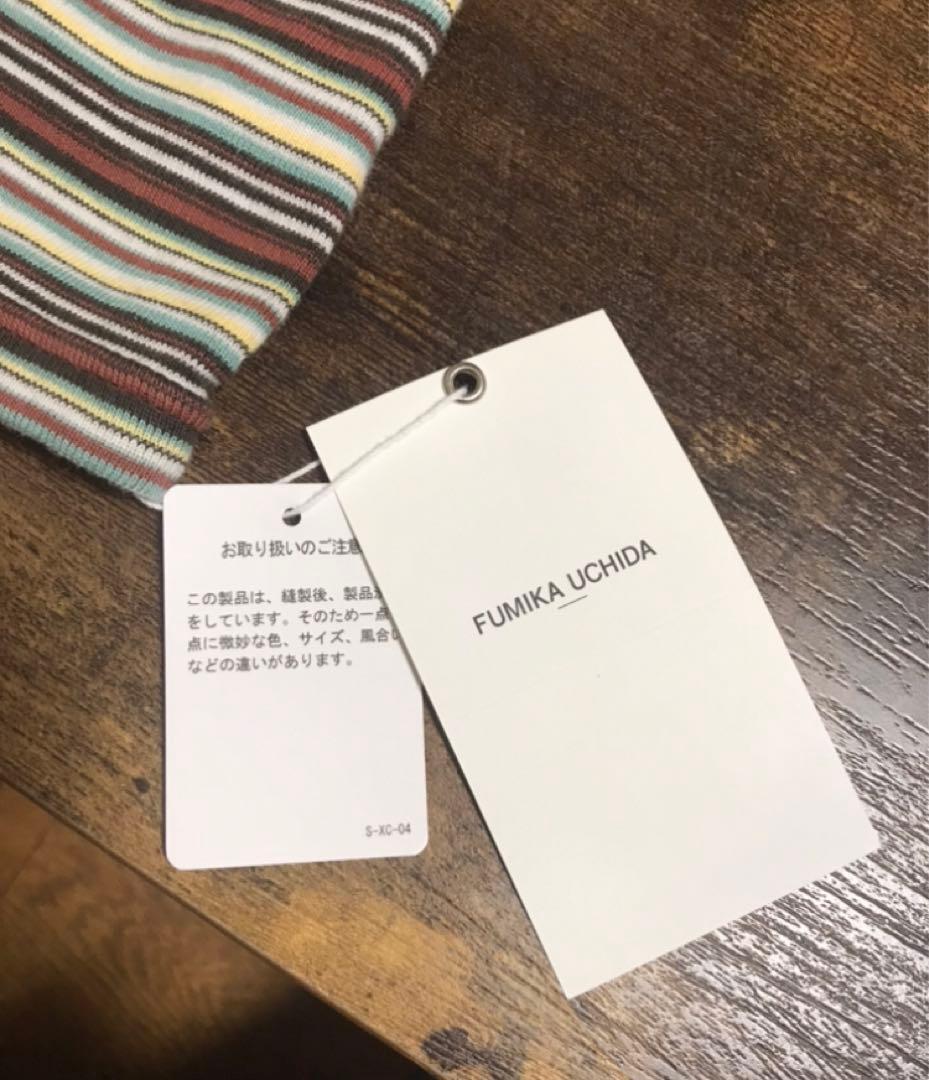 お取り扱いのご注意
この製品は、縫製後、製品
をしています。そのため一点
点に微妙な色、サイズ、風合い
などの違いがあります。
S-XC-04
FUMIKA UCHIDA